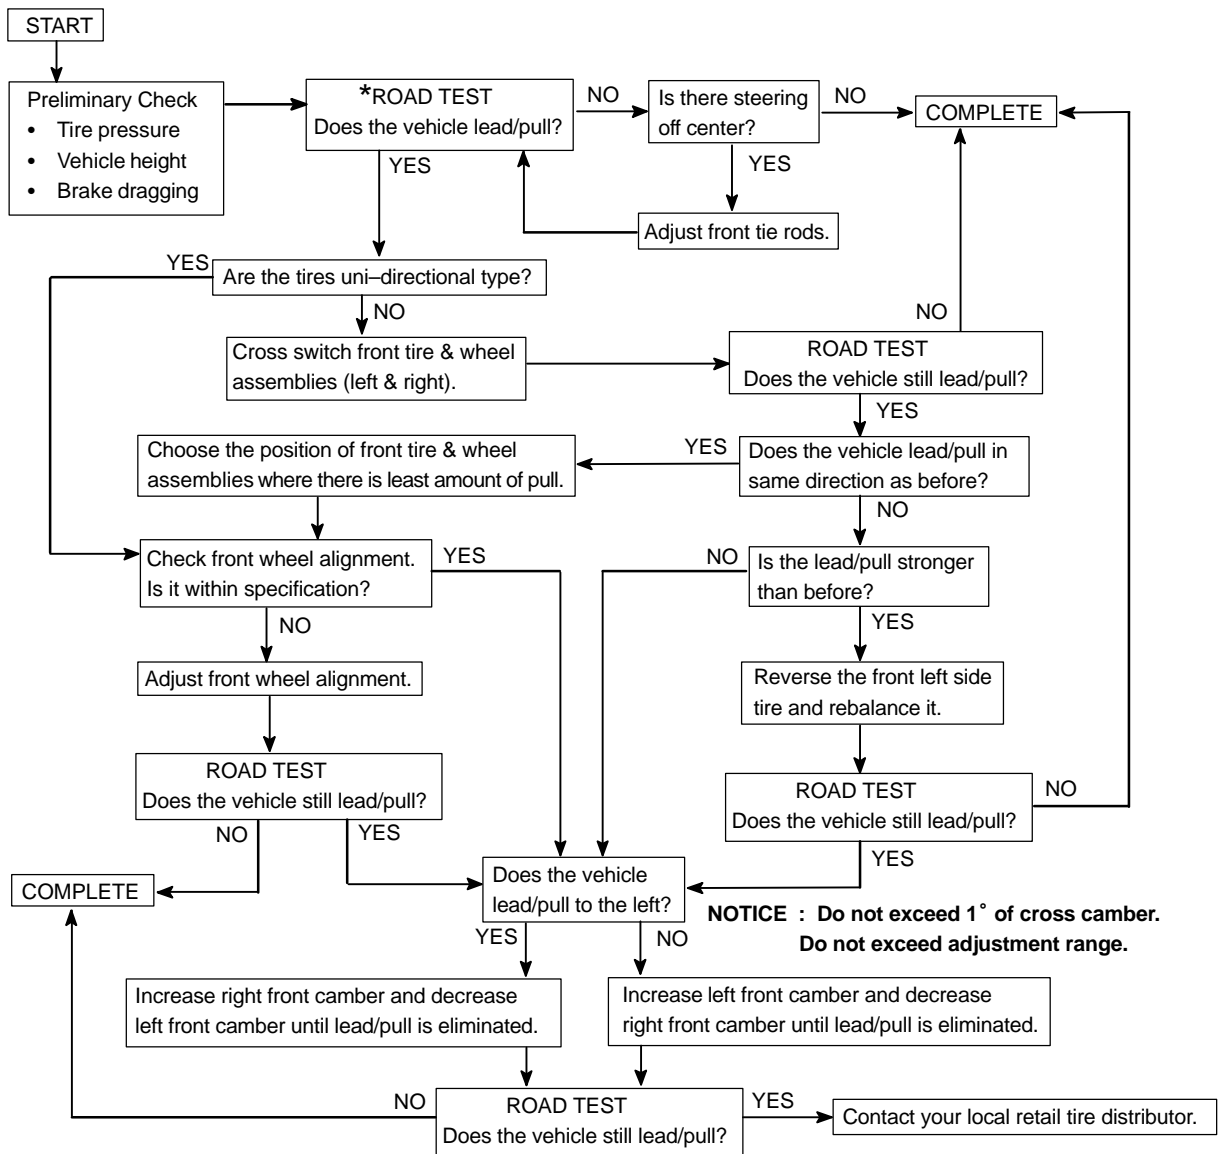 START
Preliminary Check
• Tire pressure
• Vehicle height
• Brake dragging
*ROAD TEST
Does the vehicle lead/pull?
NO
Is there steering
off center?
NO
COMPLETE
YES
YES
Adjust front tie rods.
YES
Are the tires uni–directional type?
NO
Cross switch front tire & wheel
assemblies (left & right).
NO
ROAD TEST
Does the vehicle still lead/pull?
YES
Choose the position of front tire & wheel
assemblies where there is least amount of pull.
YES
Does the vehicle lead/pull in
same direction as before?
NO
Check front wheel alignment.
Is it within specification?
YES
NO
Is the lead/pull stronger
than before?
NO
YES
Adjust front wheel alignment.
Reverse the front left side
tire and rebalance it.
ROAD TEST
Does the vehicle still lead/pull?
NO
YES
ROAD TEST
Does the vehicle still lead/pull?
NO
YES
COMPLETE
Does the vehicle
lead/pull to the left?
NOTICE : Do not exceed 1° of cross camber.
Do not exceed adjustment range.
YES
NO
Increase right front camber and decrease
left front camber until lead/pull is eliminated.
Increase left front camber and decrease
right front camber until lead/pull is eliminated.
NO
ROAD TEST
Does the vehicle still lead/pull?
YES
Contact your local retail tire distributor.